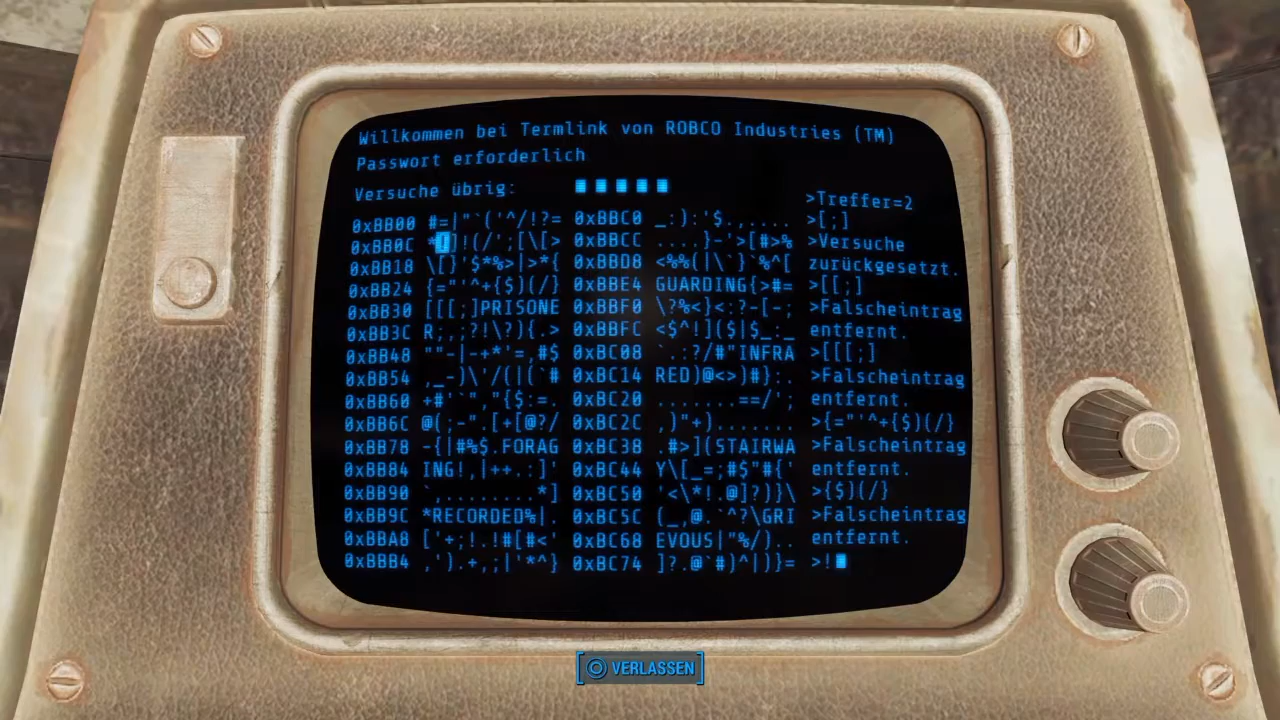 Willkommen bei Termlink von ROBCO Industries (TM)
Passwort erforderlich
Versuche übrig: ■ ■ ■ ■ ■
0xBB00 #=|"`('^/!?=
0xBB0C *!]!(/';[\[>
0xBB18 \[}'$*%>|>*{
0xBB24 {="'^+{$)(/}
0xBB30 [[[;]PRISONE
0xBB3C R;,;?!\?){.>
0xBB48 ""-|-+*'=,#$
0xBB54 ,_-)\'/(|(`#
0xBB60 +#'`","{$:=.
0xBB6C @(;-".[+[@?/
0xBB78 -{|#%$.FORAG
0xBB84 ING!,|++.:]'
0xBB90 `,........*]
0xBB9C *RECORDED%|.
0xBBA8 ['+;!.!#[#<'
0xBBB4 ,').+,;|'*^}
0xBBC0 _:):'$.,....
0xBBCC ....}-'>[#>%
0xBBD8 <%%(|\`}`%^[
0xBBE4 GUARDING{>#=
0xBBF0 \?%<}<:?-[-;
0xBBFC <$^!]($|$_:_
0xBC08 `.:?/#"INFRA
0xBC14 RED)@<>)#}:.
0xBC20 .......==/';
0xBC2C ,)"+).......
0xBC38 .#>](STAIRWA
0xBC44 Y\[_=;#$"#{'
0xBC50 '<\*!.@]?)}\
0xBC5C (_,@.`^?\GRI
0xBC68 EVOUS|"%/)..
0xBC74 ]?.@`#)^|)}=
>Treffer=2
>[;]
>Versuche
zurückgesetzt.
>[[;]
>Falscheintrag
entfernt.
>[[[;]
>Falscheintrag
entfernt.
>{="'^+{$)(/}
>Falscheintrag
entfernt.
>{$)(/}
>Falscheintrag
entfernt.
>!■
VERLASSEN